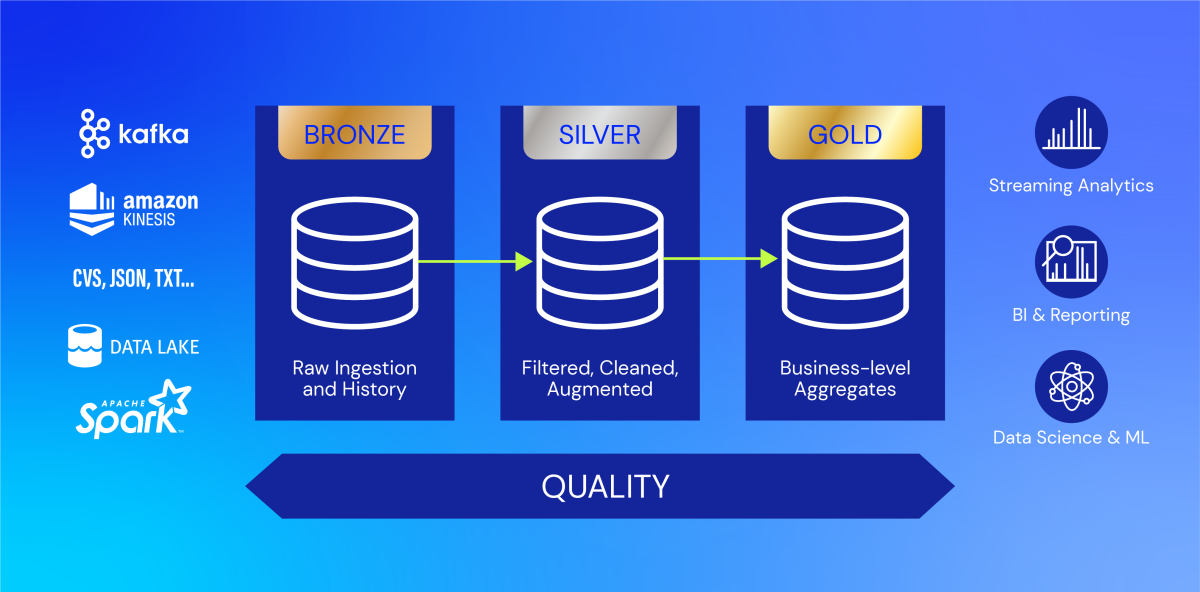 kafka
amazon
KINESIS
CVS, JSON, TXT...
DATA LAKE
APACHE
Spark™
BRONZE
Raw Ingestion
and History
SILVER
Filtered, Cleaned,
Augmented
GOLD
Business-level
Aggregates
Streaming Analytics
BI & Reporting
Data Science & ML
QUALITY